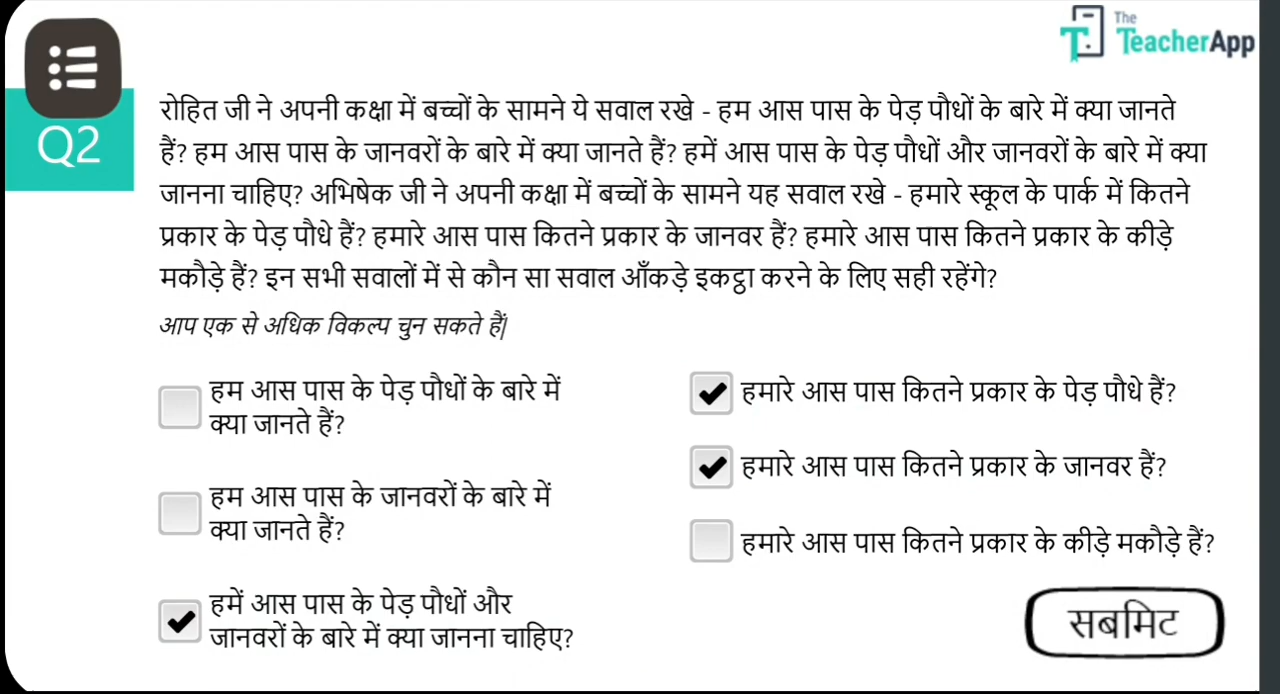 The
TeacherApp
Q2
रोहित जी ने अपनी कक्षा में बच्चों के सामने ये सवाल रखे - हम आस पास के पेड़ पौधों के बारे में क्या जानते
हैं? हम आस पास के जानवरों के बारे में क्या जानते हैं? हमें आस पास के पेड़ पौधों और जानवरों के बारे में क्या
जानना चाहिए? अभिषेक जी ने अपनी कक्षा में बच्चों के सामने यह सवाल रखे - हमारे स्कूल के पार्क में कितने
प्रकार के पेड़ पौधे हैं? हमारे आस पास कितने प्रकार के जानवर हैं? हमारे आस पास कितने प्रकार के कीड़े
मकौड़े हैं? इन सभी सवालों में से कौन सा सवाल आँकड़े इकट्ठा करने के लिए सही रहेंगे?
आप एक से अधिक विकल्प चुन सकते हैं|
हम आस पास के पेड़ पौधों के बारे में
क्या जानते हैं?
हम आस पास के जानवरों के बारे में
क्या जानते हैं?
हमें आस पास के पेड़ पौधों और
जानवरों के बारे में क्या जानना चाहिए?
हमारे आस पास कितने प्रकार के पेड़ पौधे हैं?
हमारे आस पास कितने प्रकार के जानवर हैं?
हमारे आस पास कितने प्रकार के कीड़े मकौड़े हैं?
सबमिट